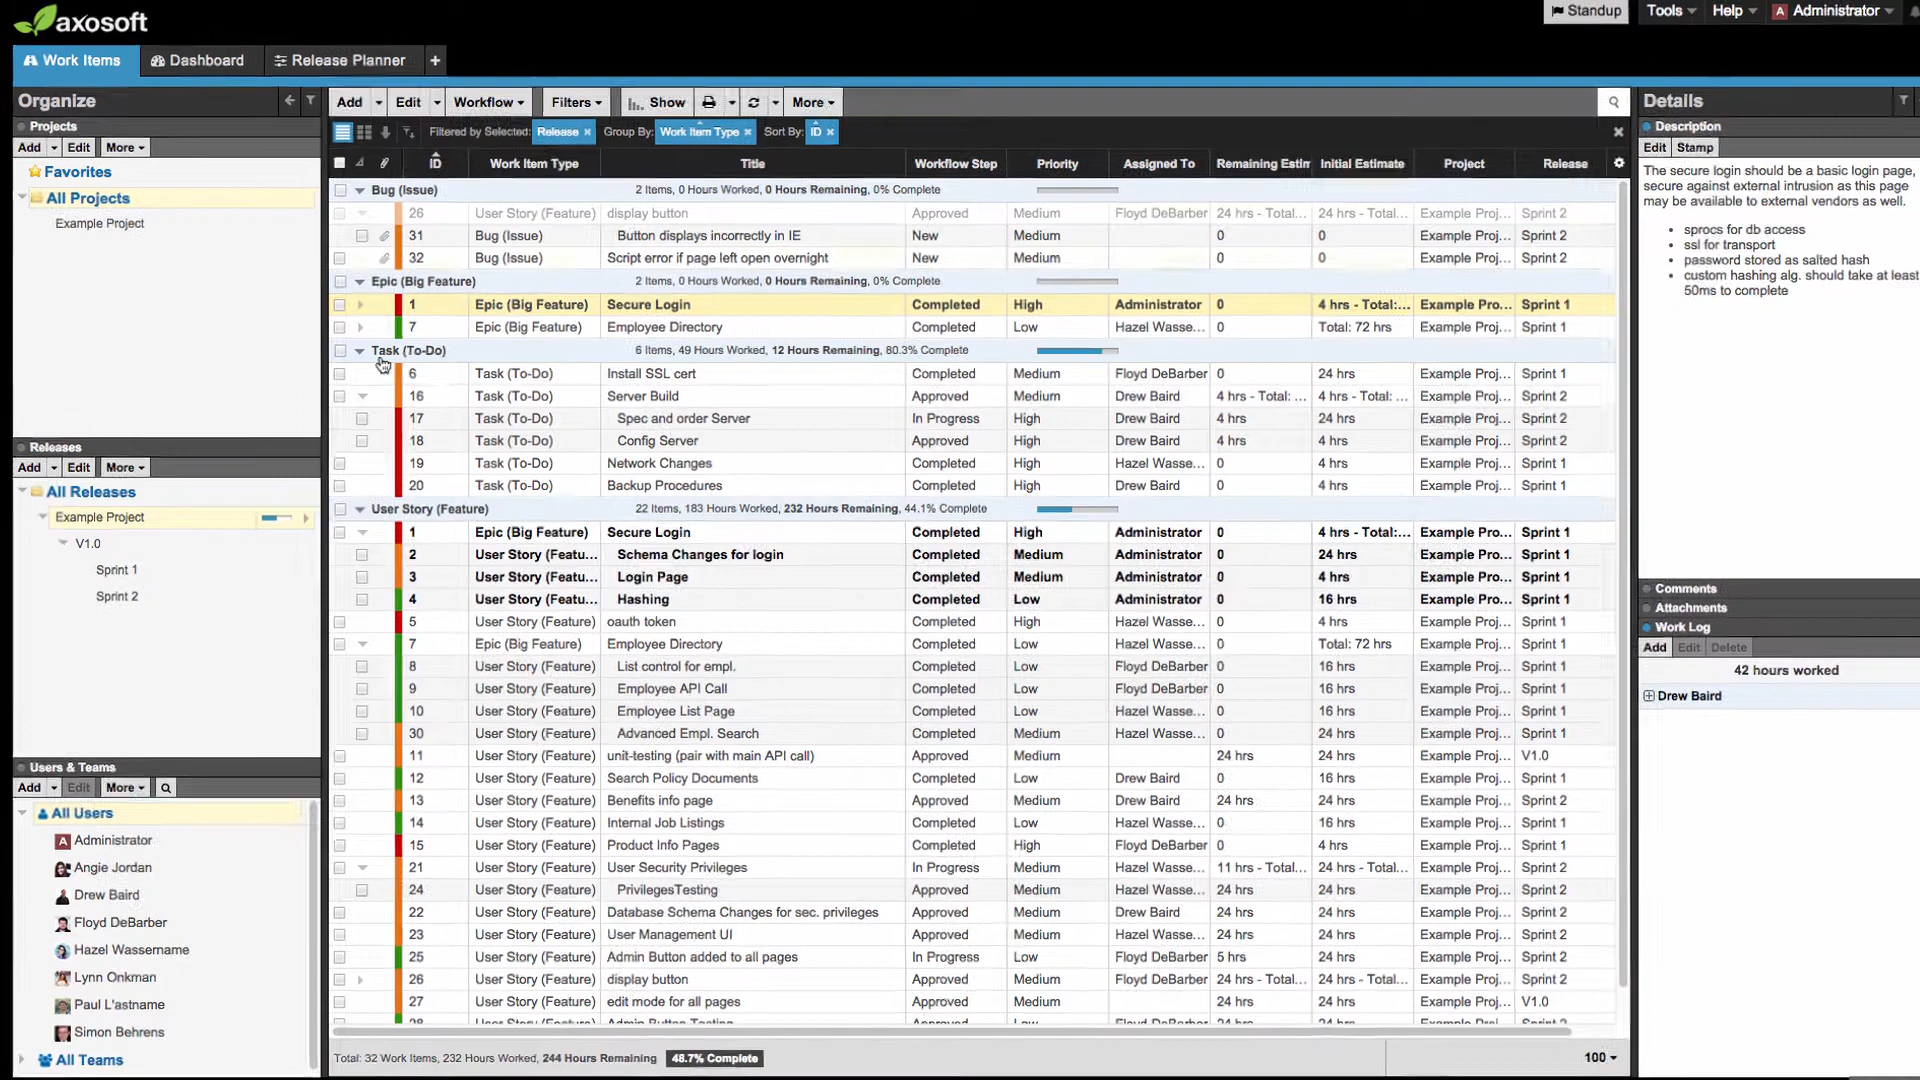 axosoft
Standup Tools Help A Administrator
Work Items Dashboard Release Planner +
Organize
Projects
Add Edit More
Favorites
All Projects
Example Project
Releases
Add Edit More
All Releases
Example Project
V1.0
Sprint 1
Sprint 2
Users & Teams
Add Edit More
All Users
A Administrator
Angie Jordan
Drew Baird
Floyd DeBarber
Hazel Wassername
Lynn Onkman
Paul L'astname
Simon Behrens
All Teams
Add Edit Workflow Filters Show More
Filtered by Selected: Release × Group By: Work Item Type × Sort By: ID ×
ID Work Item Type Title Workflow Step Priority Assigned To Remaining Estim Initial Estimate Project Release
Bug (Issue) 2 Items, 0 Hours Worked, 0 Hours Remaining, 0% Complete
26 User Story (Feature) display button Approved Medium Floyd DeBarber 24 hrs - Total... 24 hrs - Total... Example Proj... Sprint 2
31 Bug (Issue) Button displays incorrectly in IE New Medium 0 0 Example Proj... Sprint 2
32 Bug (Issue) Script error if page left open overnight New Medium 0 0 Example Proj... Sprint 2
Epic (Big Feature) 2 Items, 0 Hours Worked, 0 Hours Remaining, 0% Complete
1 Epic (Big Feature) Secure Login Completed High Administrator 0 4 hrs - Total:... Example Pro... Sprint 1
7 Epic (Big Feature) Employee Directory Completed Low Hazel Wasse... 0 Total: 72 hrs Example Proj... Sprint 1
Task (To-Do) 6 Items, 49 Hours Worked, 12 Hours Remaining, 80.3% Complete
6 Task (To-Do) Install SSL cert Completed Medium Floyd DeBarber 0 24 hrs Example Proj... Sprint 1
16 Task (To-Do) Server Build Approved Medium Drew Baird 4 hrs - Total: ... 4 hrs - Total: ... Example Proj... Sprint 2
17 Task (To-Do) Spec and order Server In Progress High Drew Baird 4 hrs 24 hrs Example Proj... Sprint 2
18 Task (To-Do) Config Server Approved High Drew Baird 4 hrs 4 hrs Example Proj... Sprint 2
19 Task (To-Do) Network Changes Completed High Hazel Wasse... 0 4 hrs Example Proj... Sprint 1
20 Task (To-Do) Backup Procedures Completed High Drew Baird 0 4 hrs Example Proj... Sprint 1
User Story (Feature) 22 Items, 183 Hours Worked, 232 Hours Remaining, 44.1% Complete
1 Epic (Big Feature) Secure Login Completed High Administrator 0 4 hrs - Total:... Example Pro... Sprint 1
2 User Story (Featu... Schema Changes for login Completed Medium Administrator 0 24 hrs Example Pro... Sprint 1
3 User Story (Featu... Login Page Completed Medium Administrator 0 4 hrs Example Pro... Sprint 1
4 User Story (Featu... Hashing Completed Low Administrator 0 16 hrs Example Pro... Sprint 1
5 User Story (Feature) oauth token Completed High Hazel Wasse... 0 4 hrs Example Proj... Sprint 1
7 Epic (Big Feature) Employee Directory Completed Low Hazel Wasse... 0 Total: 72 hrs Example Proj... Sprint 1
8 User Story (Feature) List control for empl. Completed Low Floyd DeBarber 0 16 hrs Example Proj... Sprint 1
9 User Story (Feature) Employee API Call Completed Low Floyd DeBarber 0 16 hrs Example Proj... Sprint 1
10 User Story (Feature) Employee List Page Completed Low Hazel Wasse... 0 16 hrs Example Proj... Sprint 1
30 User Story (Feature) Advanced Empl. Search Completed Medium Hazel Wasse... 0 24 hrs Example Proj... Sprint 1
11 User Story (Feature) unit-testing (pair with main API call) Approved Medium 24 hrs 24 hrs Example Proj... V1.0
12 User Story (Feature) Search Policy Documents Completed Low Drew Baird 0 16 hrs Example Proj... Sprint 1
13 User Story (Feature) Benefits info page Approved Medium Drew Baird 24 hrs 24 hrs Example Proj... Sprint 2
14 User Story (Feature) Internal Job Listings Completed Low Hazel Wasse... 0 16 hrs Example Proj... Sprint 1
15 User Story (Feature) Product Info Pages Completed High Floyd DeBarber 0 4 hrs Example Proj... Sprint 1
21 User Story (Feature) User Security Privileges In Progress Medium Hazel Wasse... 11 hrs - Total... 24 hrs - Total... Example Proj... Sprint 2
24 User Story (Feature) PrivilegesTesting Approved Medium Hazel Wasse... 24 hrs 24 hrs Example Proj... Sprint 2
22 User Story (Feature) Database Schema Changes for sec. privileges Approved Medium Drew Baird 24 hrs 24 hrs Example Proj... Sprint 2
23 User Story (Feature) User Management UI Approved Medium Hazel Wasse... 24 hrs 24 hrs Example Proj... Sprint 2
25 User Story (Feature) Admin Button added to all pages In Progress Low Floyd DeBarber 5 hrs 24 hrs Example Proj... Sprint 2
26 User Story (Feature) display button Approved Medium Floyd DeBarber 24 hrs - Total... 24 hrs - Total... Example Proj... Sprint 2
27 User Story (Feature) edit mode for all pages Approved Medium 24 hrs 24 hrs Example Proj... V1.0
28 User Story (Feature) Admin Button Testing Approved Low Floyd DeBarber 24 hrs 24 hrs Example Proj... Sprint 2
Total: 32 Work Items, 232 Hours Worked, 244 Hours Remaining 48.7% Complete
100
Details
Description
Edit Stamp
The secure login should be a basic login page,
secure against external intrusion as this page
may be available to external vendors as well.
• sprocs for db access
• ssl for transport
• password stored as salted hash
• custom hashing alg. should take at least
50ms to complete
Comments
Attachments
Work Log
Add Edit Delete
42 hours worked
Drew Baird